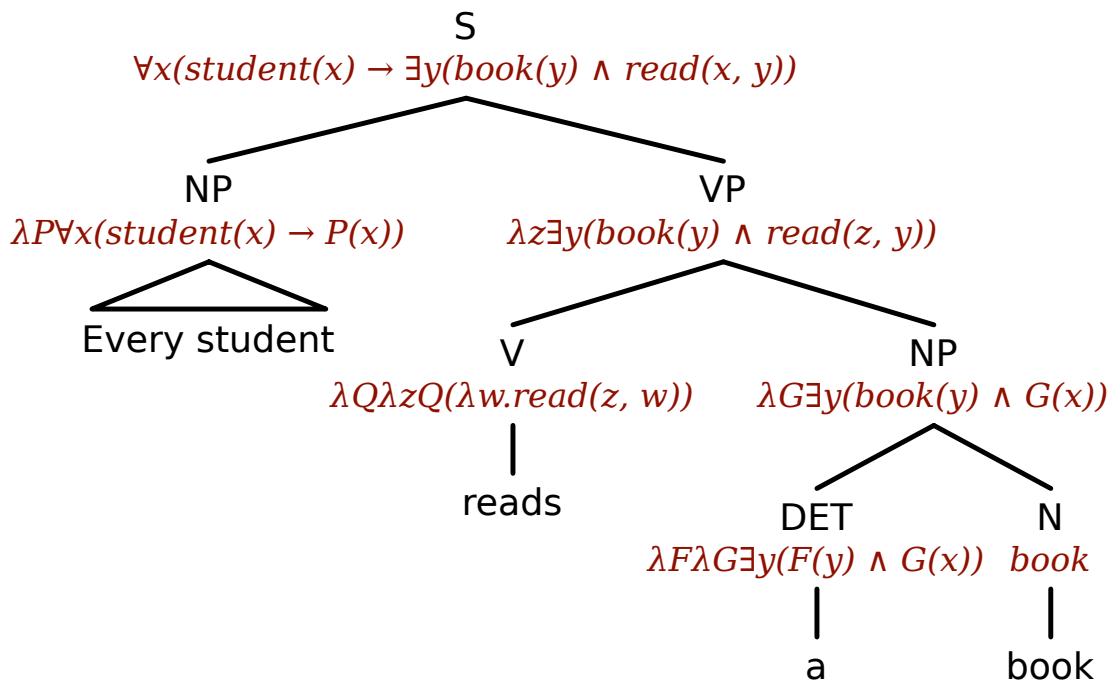 S
∀x(student(x) → ∃y(book(y) ∧ read(x, y))
NP VP
λP∀x(student(x) → P(x)) λz∃y(book(y) ∧ read(z, y))
Every student V NP
λQλzQ(λw.read(z, w)) λG∃y(book(y) ∧ G(x))
reads DET N
λFλG∃y(F(y) ∧ G(x)) book
a book